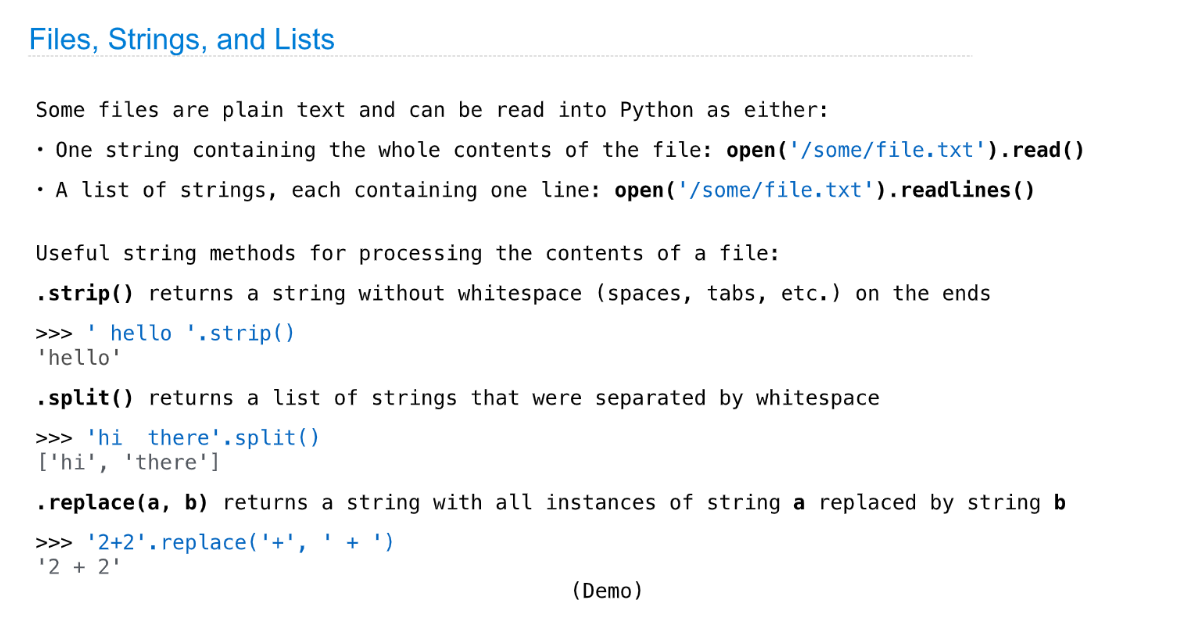 Files, Strings, and Lists
Some files are plain text and can be read into Python as either:
• One string containing the whole contents of the file: open('/some/file.txt').read()
• A list of strings, each containing one line: open('/some/file.txt').readlines()
Useful string methods for processing the contents of a file:
.strip() returns a string without whitespace (spaces, tabs, etc.) on the ends
>>> ' hello '.strip()
'hello'
.split() returns a list of strings that were separated by whitespace
>>> 'hi  there'.split()
['hi', 'there']
.replace(a, b) returns a string with all instances of string a replaced by string b
>>> '2+2'.replace('+', ' + ')
'2 + 2'
(Demo)